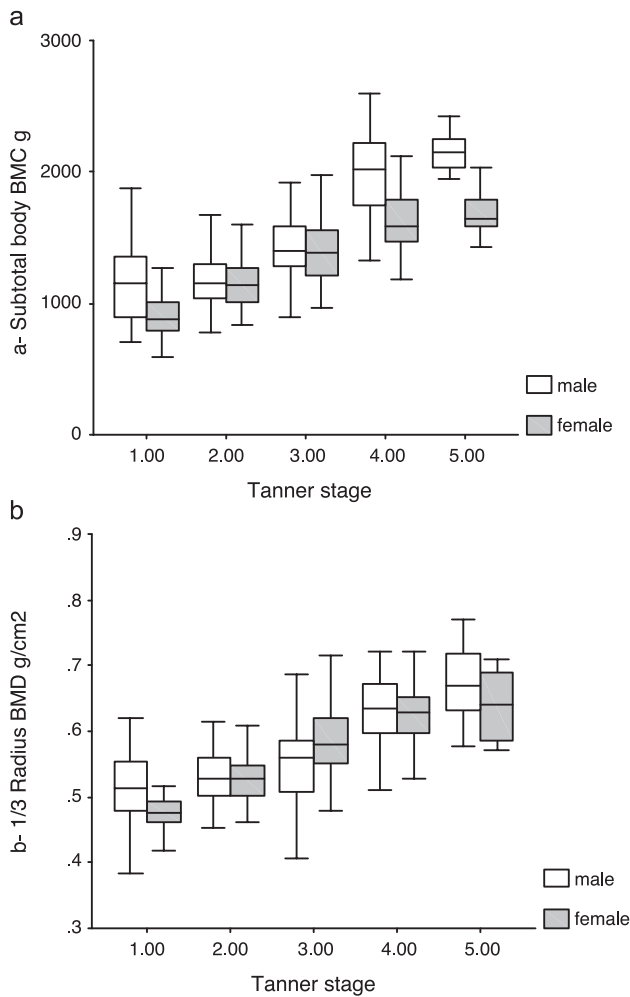 a
a- Subtotal body BMC g
3000
2000
1000
0
1.00 2.00 3.00 4.00 5.00
Tanner stage
male
female
b
b- 1/3 Radius BMD g/cm2
.9
.8
.7
.6
.5
.4
.3
1.00 2.00 3.00 4.00 5.00
Tanner stage
male
female